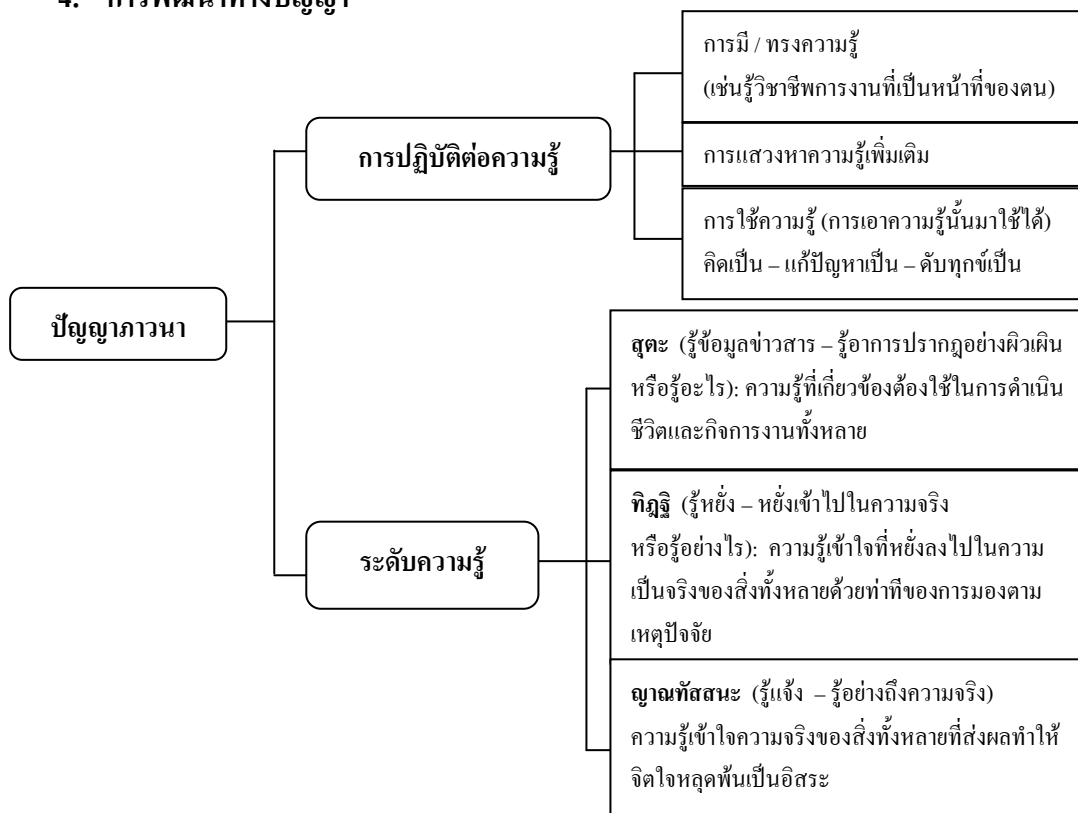 4. การพัฒนาทางปัญญา
การมี / ทรงความรู้
(เช่นรู้วิชาชีพการงานที่เป็นหน้าที่ของตน)
การปฏิบัติต่อความรู้
การแสวงหาความรู้เพิ่มเติม
การใช้ความรู้ (การเอาความรู้นั้นมาใช้ได้)
คิดเป็น – แก้ปัญหาเป็น – ดับทุกข์เป็น
ปัญญาภาวนา
สุตะ (รู้ข้อมูลข่าวสาร – รู้อาการปรากฎอย่างผิวเผิน
หรือรู้อะไร): ความรู้ที่เกี่ยวข้องต้องใช้ในการดำเนิน
ชีวิตและกิจการงานทั้งหลาย
ระดับความรู้
ทิฎฐิ (รู้หยั่ง – หยั่งเข้าไปในความจริง
หรือรู้อย่างไร): ความรู้เข้าใจที่หยั่งลงไปในความ
เป็นจริงของสิ่งทั้งหลายด้วยท่าทีของการมองตาม
เหตุปัจจัย
ญาณทัสสนะ (รู้แจ้ง – รู้อย่างถึงความจริง)
ความรู้เข้าใจความจริงของสิ่งทั้งหลายที่ส่งผลทำให้
จิตใจหลุดพ้นเป็นอิสระ